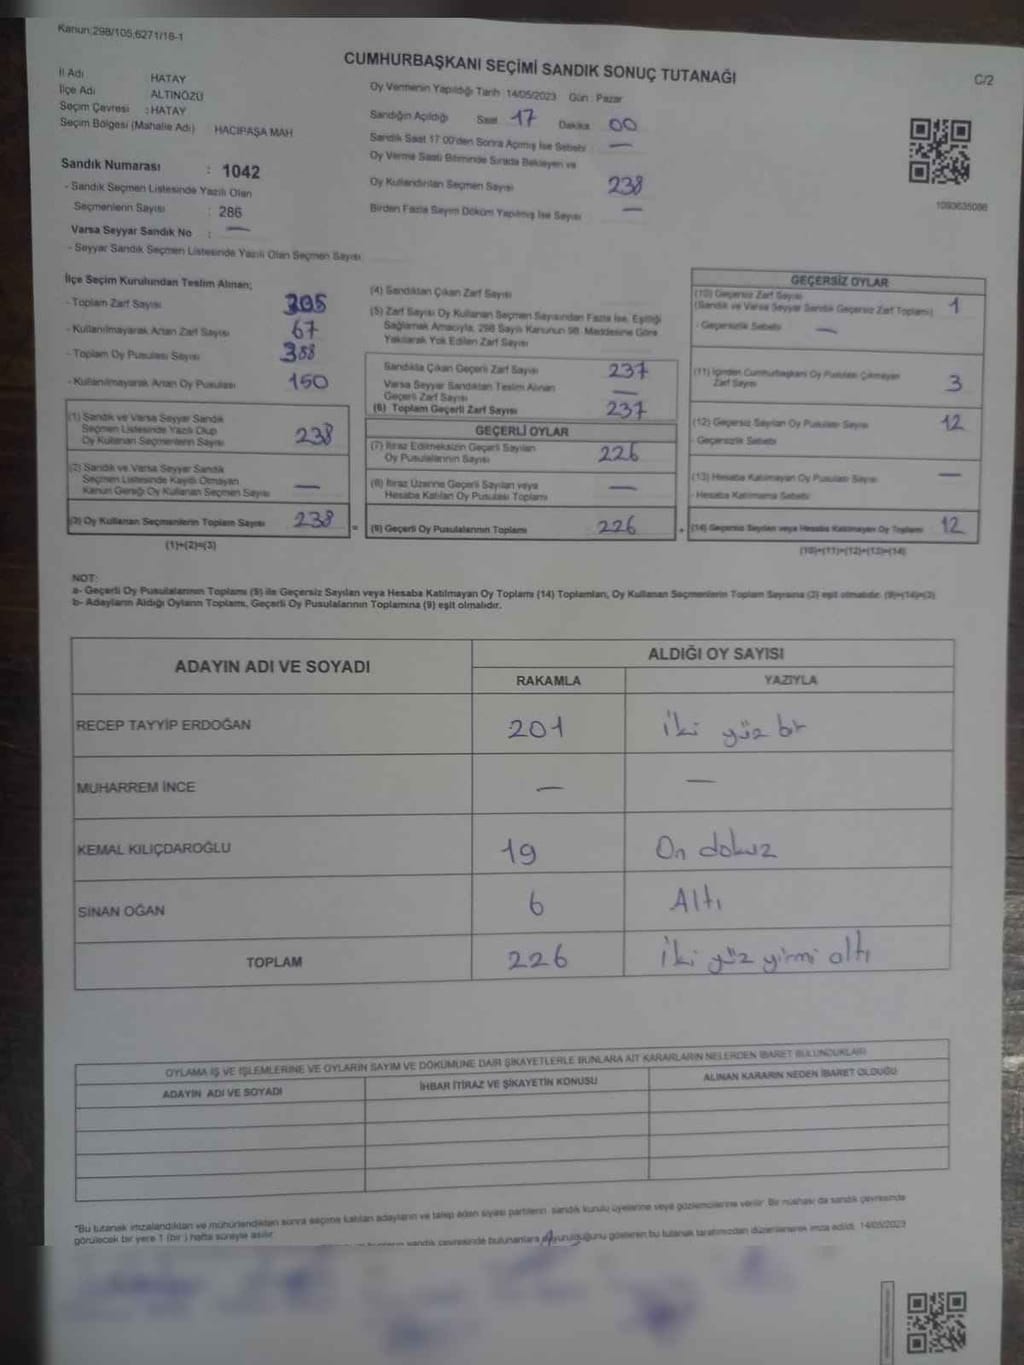 Kanun:298/105,6271/18-1
CUMHURBAŞKANI SEÇİMİ SANDIK SONUÇ TUTANAĞI
C/2
İl Adı HATAY
İlçe Adı ALTINÖZÜ
Seçim Çevresi : HATAY
Seçim Bölgesi (Mahalle Adı) HACIPAŞA MAH
Oy Vermenin Yapıldığı Tarih 14/05/2023 Gün : Pazar
Sandığın Açıldığı Saat 17 Dakika 00
Sandık Saat 17:00'den Sonra Açılmış İse Sebebi —
Oy Verme Saati Bitiminde Sırada Bekleyen ve
Oy Kullandırılan Seçmen Sayısı 238
Birden Fazla Sayım Döküm Yapılmış İse Sayısı —
Sandık Numarası : 1042
- Sandık Seçmen Listesinde Yazılı Olan
Seçmenlerin Sayısı : 286
Varsa Seyyar Sandık No : —
- Seyyar Sandık Seçmen Listesinde Yazılı Olan Seçmen Sayısı
1093635086
İlçe Seçim Kurulundan Teslim Alınan;
- Toplam Zarf Sayısı 305
- Kullanılmayarak Artan Zarf Sayısı 67
- Toplam Oy Pusulası Sayısı 388
- Kullanılmayarak Artan Oy Pusulası 150
(1) Sandık ve Varsa Seyyar Sandık
Seçmen Listesinde Yazılı Olup
Oy Kullanan Seçmenlerin Sayısı 238
(2) Sandık ve Varsa Seyyar Sandık
Seçmen Listesinde Kaydı Olmayan
Kanun Gereği Oy Kullanan Seçmen Sayısı —
(3) Oy Kullanan Seçmenlerin Toplam Sayısı 238
(1)+(2)=(3)
(4) Sandıktan Çıkan Zarf Sayısı
(5) Zarf Sayısı Oy Kullanan Seçmen Sayısından Fazla İse, Eşitliği
Sağlamak Amacıyla, 298 Sayılı Kanunun 98. Maddesine Göre
Yakılarak Yok Edilen Zarf Sayısı
Sandıkta Çıkan Geçerli Zarf Sayısı 237
Varsa Seyyar Sandıktan Teslim Alınan
Geçerli Zarf Sayısı —
(6) Toplam Geçerli Zarf Sayısı 237
GEÇERLİ OYLAR
(7) İtiraz Edilmeksizin Geçerli Sayılan
Oy Pusulalarının Sayısı 226
(8) İtiraz Üzerine Geçerli Sayılan veya
Hesaba Katılan Oy Pusulası Toplamı —
= (9) Geçerli Oy Pusulalarının Toplamı 226
GEÇERSİZ OYLAR
(10) Geçersiz Zarf Sayısı
(Sandık ve Varsa Seyyar Sandık Geçersiz Zarf Toplamı) 1
- Geçersizlik Sebebi —
(11) İçinden Cumhurbaşkanı Oy Pusulası Çıkmayan
Zarf Sayısı 3
(12) Geçersiz Sayılan Oy Pusulası Sayısı 12
- Geçersizlik Sebebi
(13) Hesaba Katılmayan Oy Pusulası Sayısı —
- Hesaba Katılmama Sebebi
+ (14) Geçersiz Sayılan veya Hesaba Katılmayan Oy Toplamı 12
(10)+(11)+(12)+(13)=(14)
NOT:
a- Geçerli Oy Pusulalarının Toplamı (9) ile Geçersiz Sayılan veya Hesaba Katılmayan Oy Toplamı (14) Toplamları, Oy Kullanan Seçmenlerin Toplam Sayısına (3) eşit olmalıdır. (9)+(14)=(3)
b- Adayların Aldığı Oyların Toplamı, Geçerli Oy Pusulalarının Toplamına (9) eşit olmalıdır.
ADAYIN ADI VE SOYADI
ALDIĞI OY SAYISI
RAKAMLA YAZIYLA
RECEP TAYYİP ERDOĞAN 201 iki yüz bir
MUHARREM İNCE — —
KEMAL KILIÇDAROĞLU 19 On dokuz
SİNAN OĞAN 6 Altı
TOPLAM 226 iki yüz yirmi altı
OYLAMA İŞ VE İŞLEMLERİNE VE OYLARIN SAYIM VE DÖKÜMÜNE DAİR ŞİKAYETLERLE BUNLARA AİT KARARLARIN NELERDEN İBARET BULUNDUKLARI
ADAYIN ADI VE SOYADI İHBAR İTİRAZ VE ŞİKAYETİN KONUSU ALINAN KARARIN NEDEN İBARET OLDUĞU
*Bu tutanak imzalandıktan ve mühürlendikten sonra seçime katılan adayların ve talep eden siyasi partilerin sandık kurulu üyelerine veya gözlemcilerine verilir. Bir nüshası da sandık çevresinde
görülecek bir yere 1 (bir) hafta süreyle asılır.
sandık çevresinde bulunanlara duyurulduğunu gösteren bu tutanak tarafımızdan düzenlenerek imza edildi. 14/05/2023